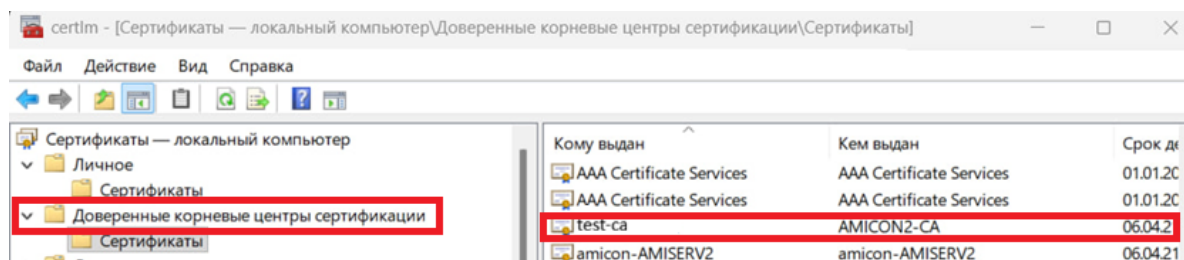 certlm - [Сертификаты — локальный компьютер\Доверенные корневые центры сертификации\Сертификаты]
Файл Действие Вид Справка
Сертификаты — локальный компьютер
Личное
Сертификаты
Доверенные корневые центры сертификации
Сертификаты
Кому выдан Кем выдан Срок де
AAA Certificate Services AAA Certificate Services 01.01.20
AAA Certificate Services AAA Certificate Services 01.01.20
test-ca AMICON2-CA 06.04.2
amicon-AMISERV2 amicon-AMISERV2 06.04.21